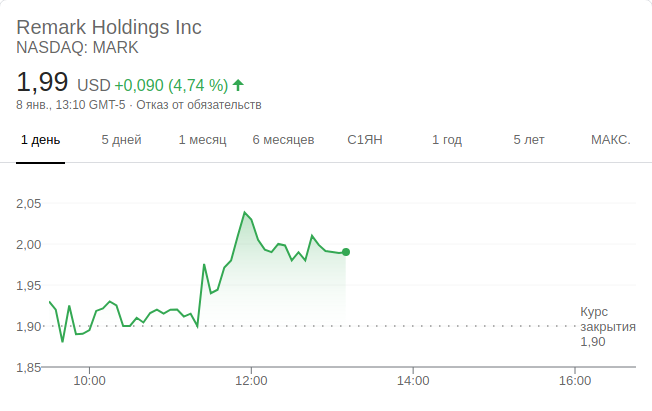 Remark Holdings Inc
NASDAQ: MARK
1,99 USD +0,090 (4,74 %)
8 янв., 13:10 GMT-5 · Отказ от обязательств
1 день 5 дней 1 месяц 6 месяцев С1ЯН 1 год 5 лет МАКС.
2,05
2,00
1,95
1,90
1,85
Курс
закрытия
1,90
10:00 12:00 14:00 16:00